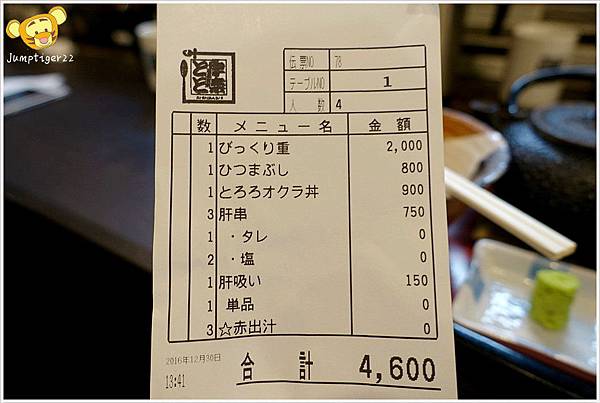 Jumptiger22
伝票NO 78
テーブルNO 1
人 数 4
数 メニュー名 金 額
1 びっくり重 2,000
1 ひつまぶし 800
1 とろろオクラ丼 900
3 肝串 750
1 ・タレ 0
2 ・塩 0
1 肝吸い 150
1 単品 0
3 ☆赤出汁 0
2016年12月30日
合 計 4,600
13:41